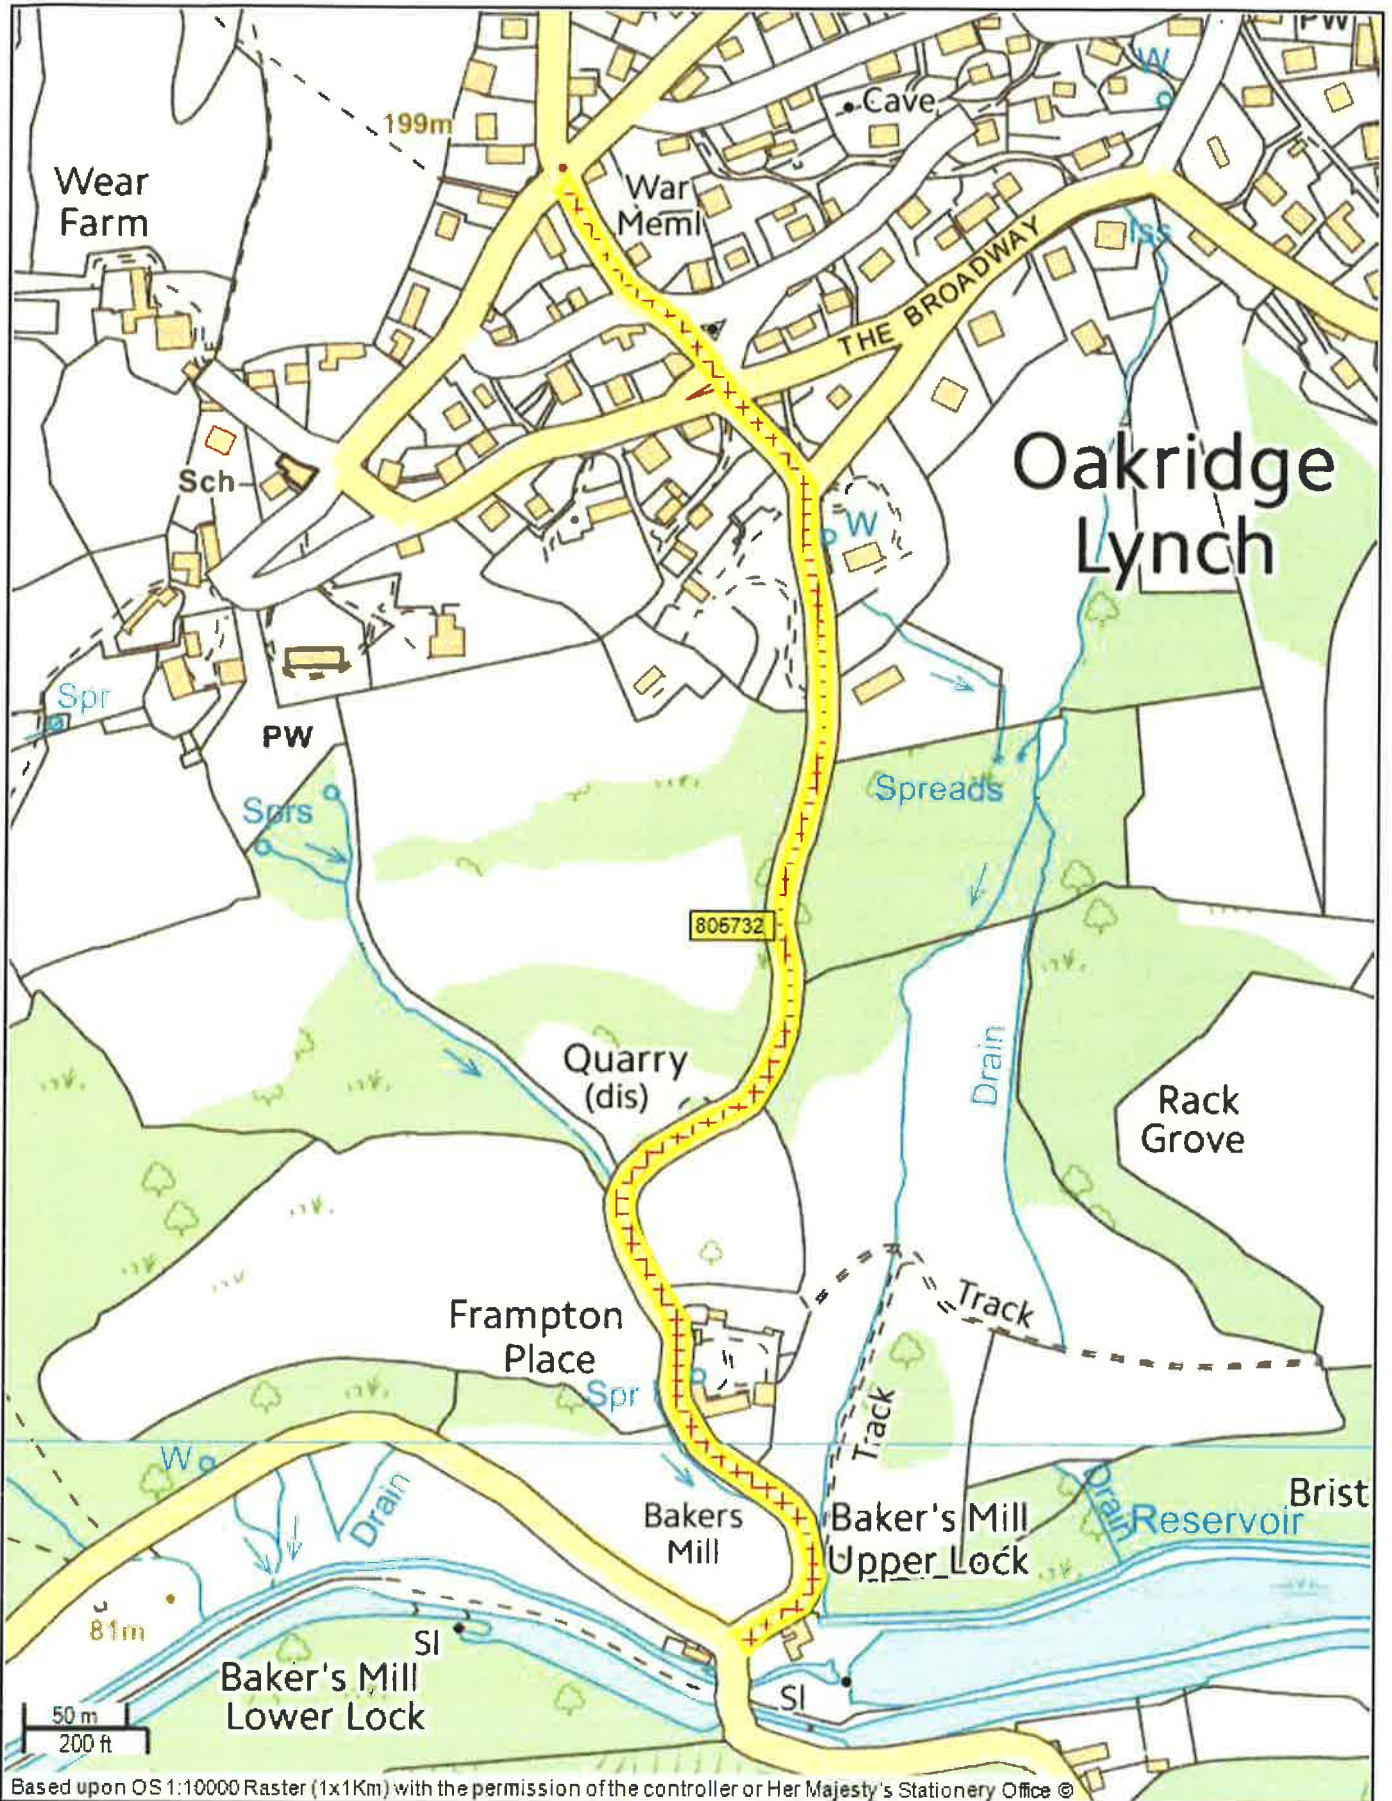 PW
W
Cave
199m
Wear
Farm
War
Meml
Iss
THE BROADWAY
Oakridge
Lynch
Sch
W
Spr
PW
Spreads
Sprs
805732
Drain
Quarry
(dis)
Rack
Grove
Track
Frampton
Place
Spr
Track
W
Drain
Drain
Brist
Reservoir
Bakers
Mill
Baker's Mill
Upper Lock
81m
Sl
Baker's Mill
Lower Lock
Sl
50 m
200 ft
Based upon OS 1:10000 Raster (1x1Km) with the permission of the controller or Her Majesty's Stationery Office ©